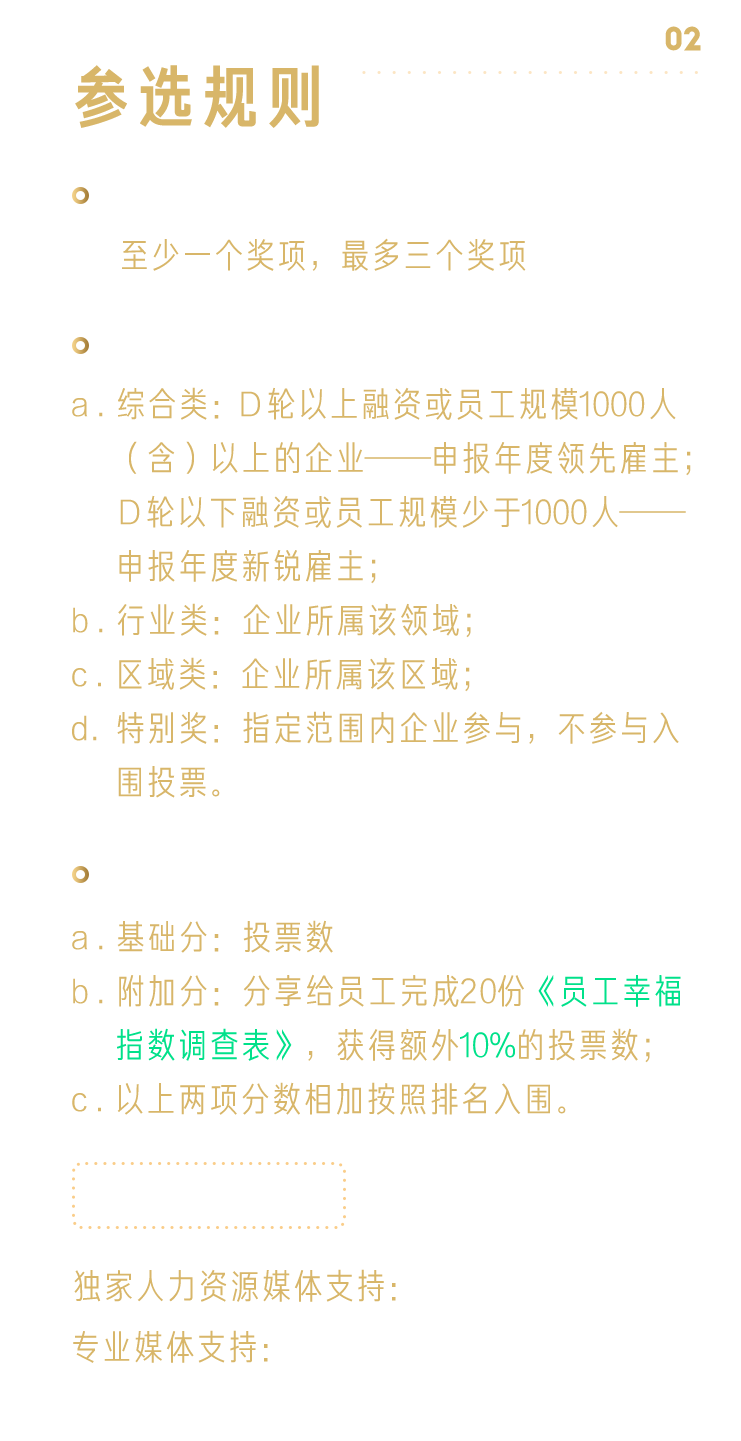 02
参选规则
至少一个奖项，最多三个奖项
a．综合类：D轮以上融资或员工规模1000人
（含）以上的企业——申报年度领先雇主；
D轮以下融资或员工规模少于1000人——
申报年度新锐雇主；
b．行业类：企业所属该领域；
c．区域类：企业所属该区域；
d．特别奖：指定范围内企业参与，不参与入
围投票。
a．基础分：投票数
b．附加分：分享给员工完成20份《员工幸福
指数调查表》，获得额外10%的投票数；
c．以上两项分数相加按照排名入围。
独家人力资源媒体支持：
专业媒体支持：